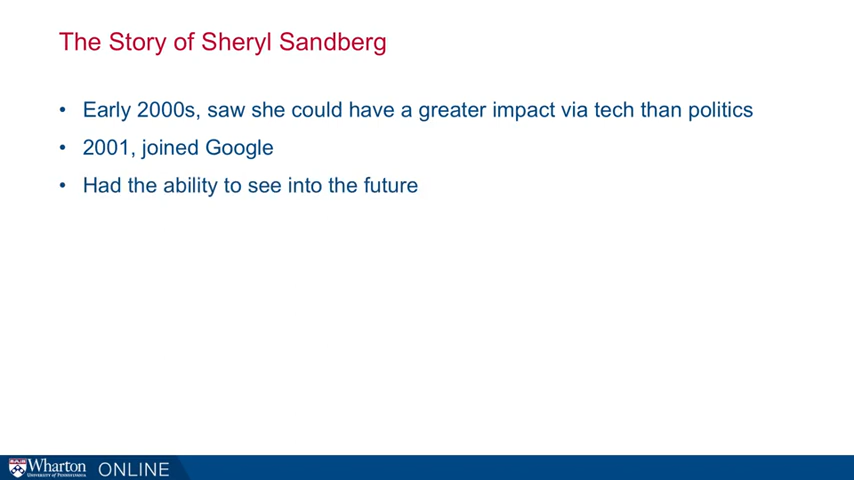 The Story of Sheryl Sandberg
• Early 2000s, saw she could have a greater impact via tech than politics
• 2001, joined Google
• Had the ability to see into the future
Wharton ONLINE
UNIVERSITY of PENNSYLVANIA